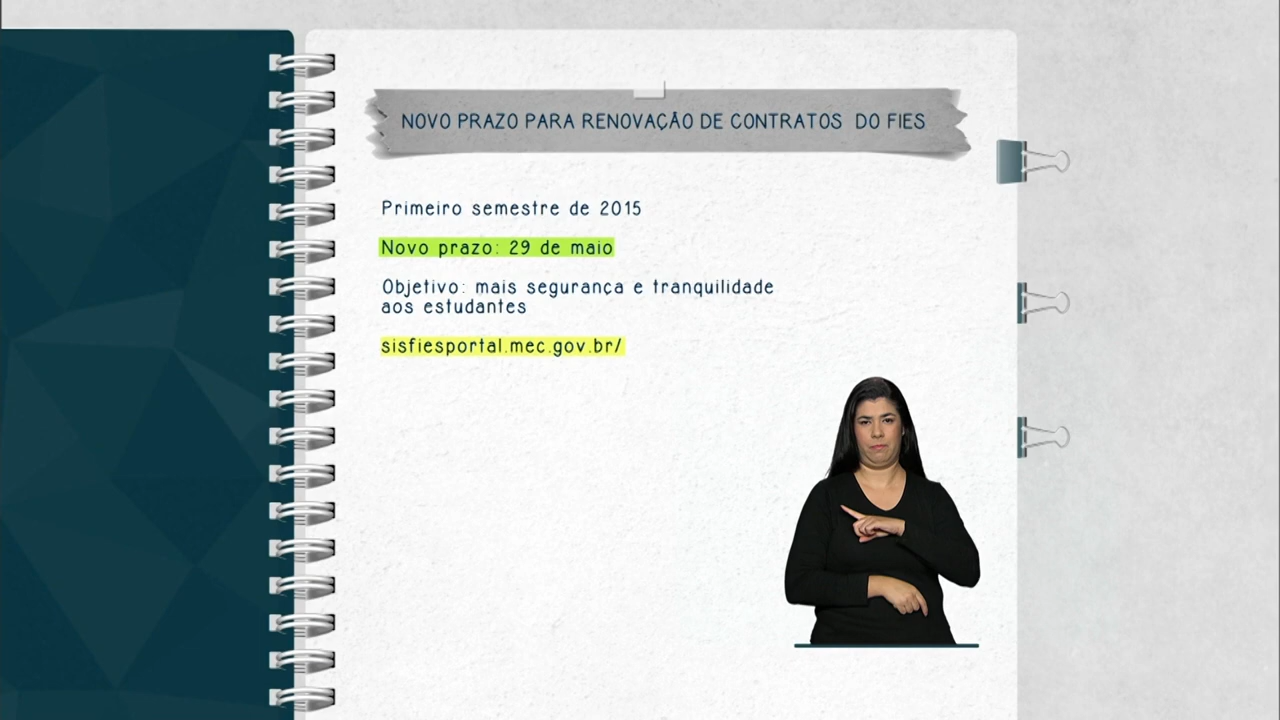 NOVO PRAZO PARA RENOVAÇÃO DE CONTRATOS DO FIES
Primeiro semestre de 2015
Novo prazo: 29 de maio
Objetivo: mais segurança e tranquilidade
aos estudantes
sisfiesportal.mec.gov.br/